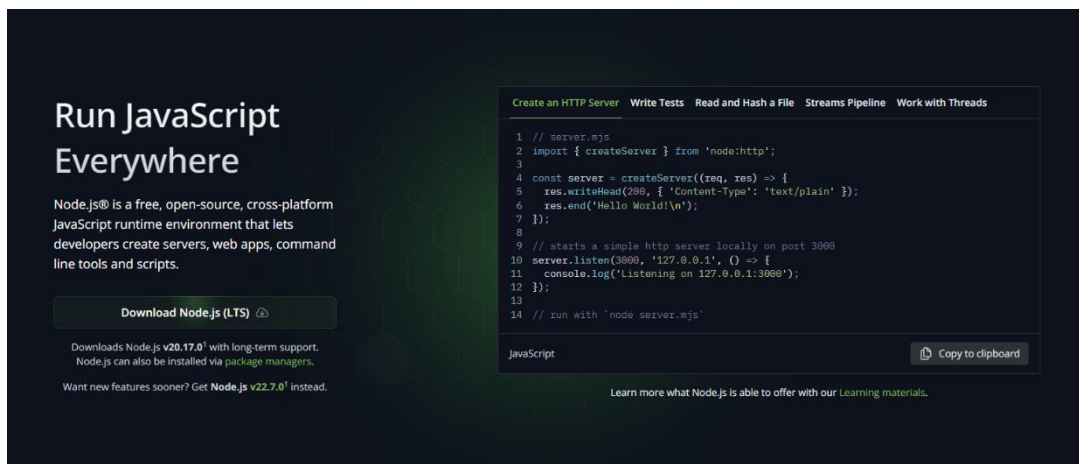 Run JavaScript
Everywhere
Node.js® is a free, open-source, cross-platform
JavaScript runtime environment that lets
developers create servers, web apps, command
line tools and scripts.
Download Node.js (LTS)
Downloads Node.js v20.17.0¹ with long-term support.
Node.js can also be installed via package managers.
Want new features sooner? Get Node.js v22.7.0¹ instead.
Create an HTTP Server Write Tests Read and Hash a File Streams Pipeline Work with Threads
1 // server.mjs
2 import { createServer } from 'node:http';
3
4 const server = createServer((req, res) => {
5   res.writeHead(200, { 'Content-Type': 'text/plain' });
6   res.end('Hello World!\n');
7 });
8
9 // starts a simple http server locally on port 3000
10 server.listen(3000, '127.0.0.1', () => {
11   console.log('Listening on 127.0.0.1:3000');
12 });
13
14 // run with `node server.mjs`
JavaScript Copy to clipboard
Learn more what Node.js is able to offer with our Learning materials.